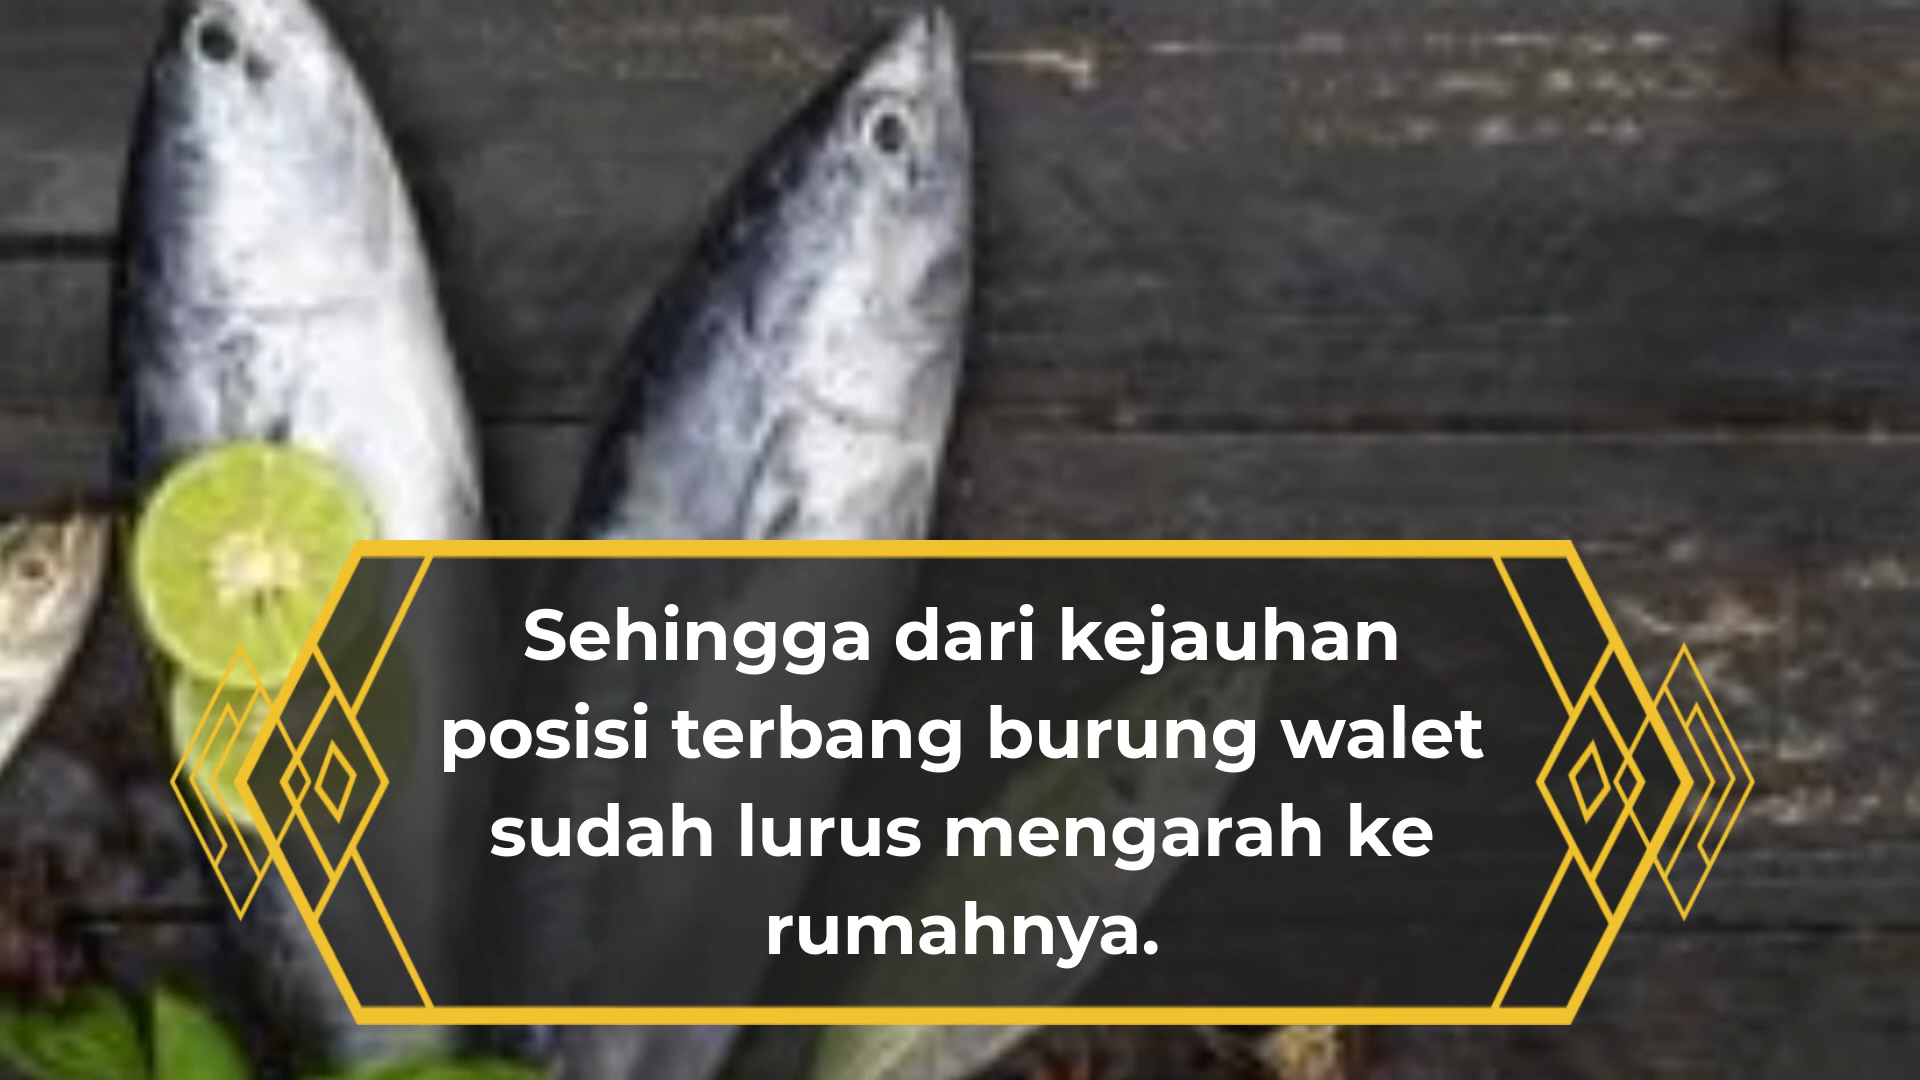 Sehingga dari kejauhan
posisi terbang burung walet
sudah lurus mengarah ke
rumahnya.